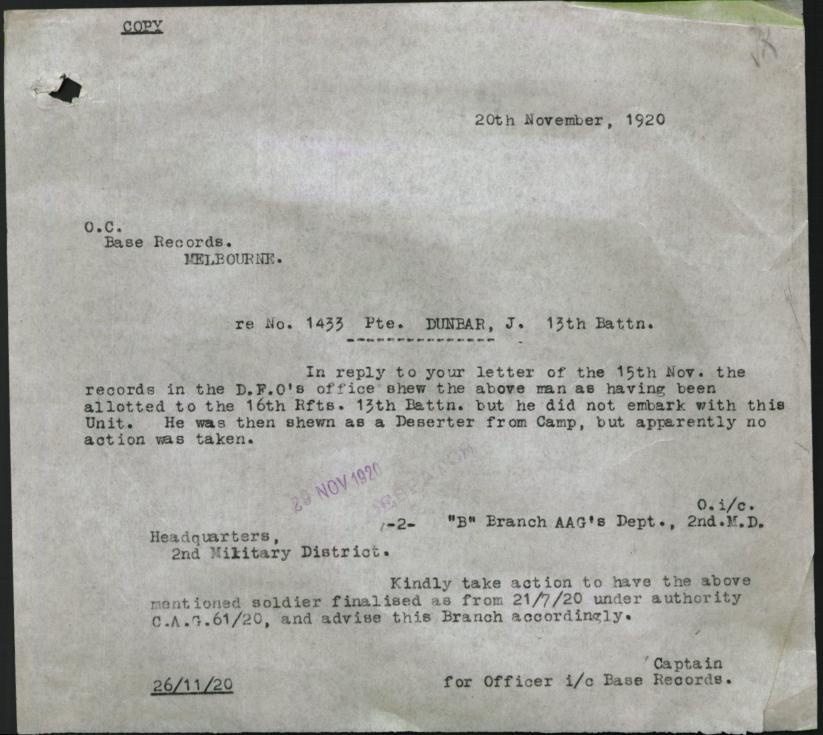 COPY
20th November, 1920
O.C.
Base Records.
MELBOURNE.
re No. 1433 Pte. DUNBAR, J. 13th Battn.
In reply to your letter of the 15th Nov. the
records in the D.F.O's office shew the above man as having been
allotted to the 16th Rfts. 13th Battn. but he did not embark with this
Unit. He was then shewn as a Deserter from Camp, but apparently no
action was taken.
29 NOV 1920
O.i/c.
-2- "B" Branch AAG's Dept., 2nd.M.D.
Headquarters,
2nd Military District.
Kindly take action to have the above
mentioned soldier finalised as from 21/7/20 under authority
C.A.G.61/20, and advise this Branch accordingly.
Captain
26/11/20 for Officer i/c Base Records.